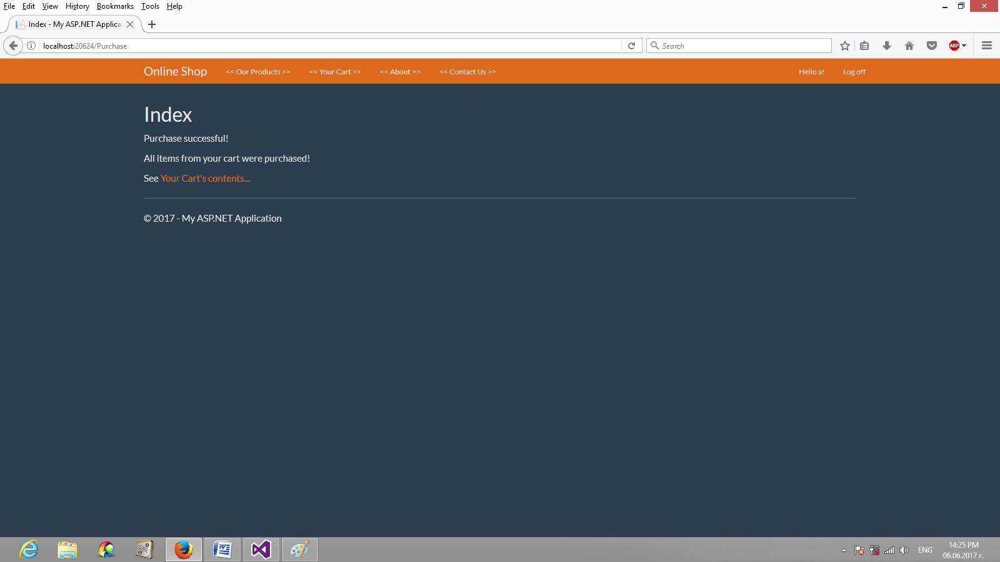 File Edit View History Bookmarks Tools Help
Index - My ASP.NET Applica
localhost:20624/Purchase
Search
ABP
Online Shop << Our Products >> << Your Cart >> << About >> << Contact Us >> Hello a! Log off
Index
Purchase successful!
All items from your cart were purchased!
See Your Cart's contents...
© 2017 - My ASP.NET Application
ENG
14:25 PM
06.06.2017 г.